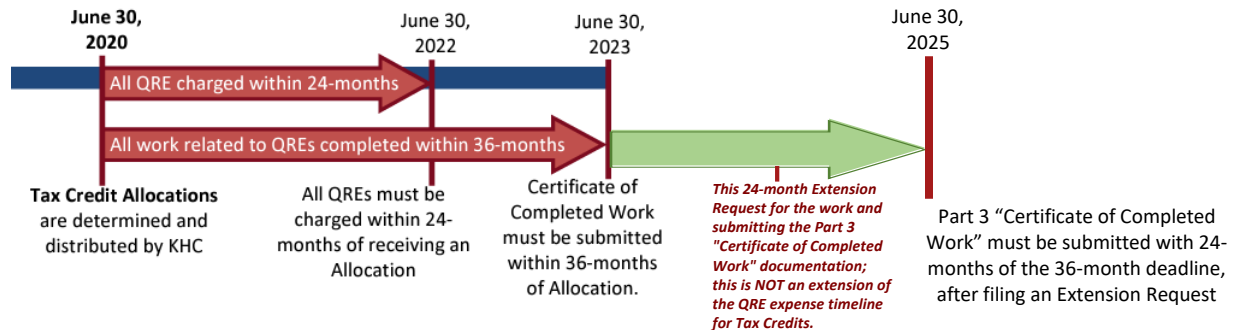 June 30,
2020
June 30,
2022
June 30,
2023
June 30,
2025
All QRE charged within 24-months
All work related to QREs completed within 36-months
Tax Credit Allocations
are determined and
distributed by KHC
All QREs must be
charged within 24-
months of receiving an
Allocation
Certificate of
Completed Work
must be submitted
within 36-months
of Allocation.
This 24-month Extension
Request for the work and
submitting the Part 3
"Certificate of Completed
Work" documentation;
this is NOT an extension of
the QRE expense timeline
for Tax Credits.
Part 3 “Certificate of Completed
Work” must be submitted with 24-
months of the 36-month deadline,
after filing an Extension Request